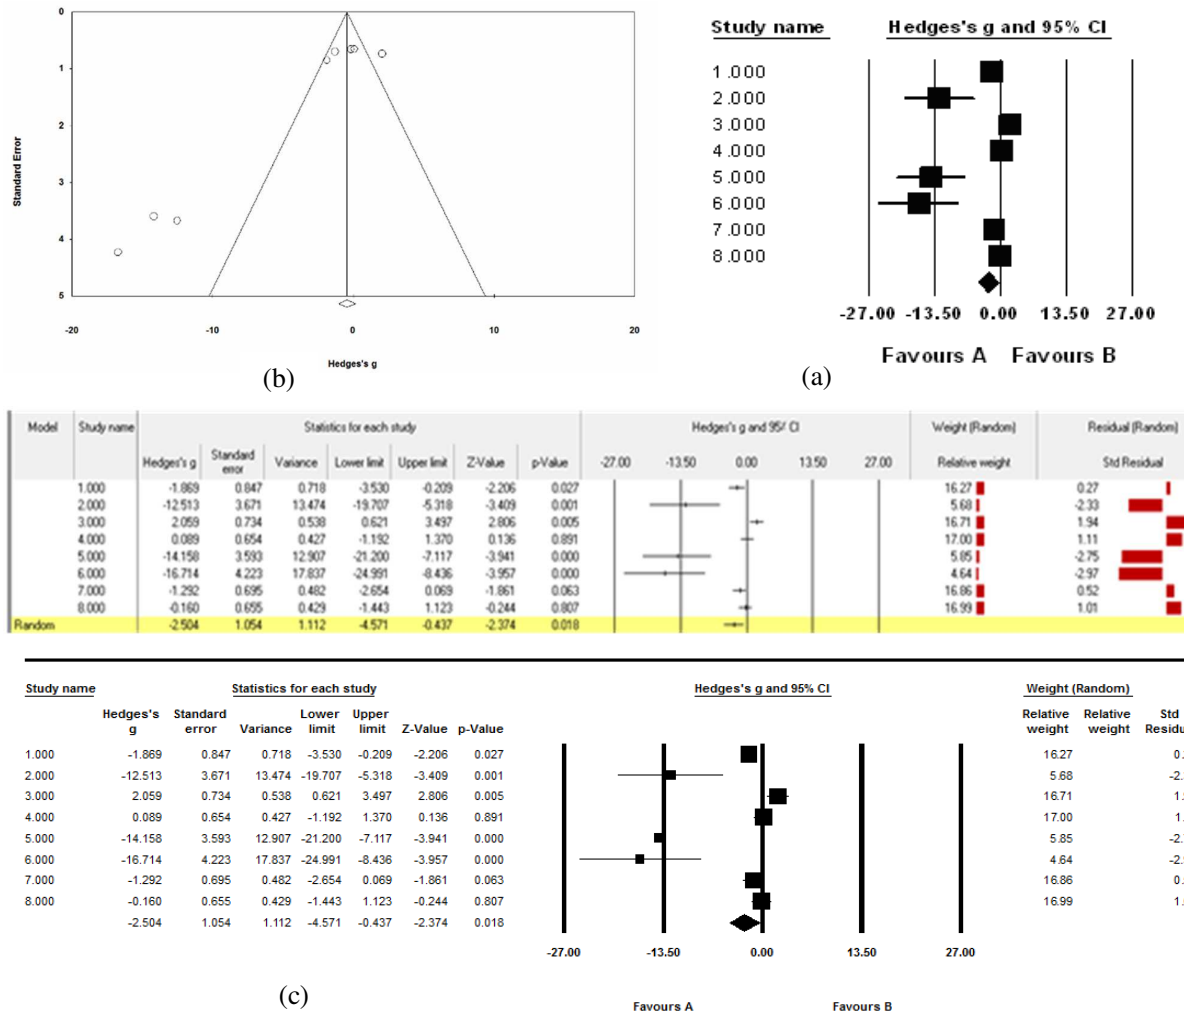 0
1
2
3
4
5
Standard Error
-20
-10
0
10
20
Hedges's g
(b)
Study name Hedges's g and 95% CI
1.000
2.000
3.000
4.000
5.000
6.000
7.000
8.000
-27.00 -13.50 0.00 13.50 27.00
Favours A Favours B
(a)
Model Study name Statistics for each study Hedges's g and 95% CI Weight (Random) Residual (Random)
Hedges's g Standard error Variance Lower limit Upper limit Z-Value p-Value -27.00 -13.50 0.00 13.50 27.00 Relative weight Std Residual
1.000 -1.869 0.847 0.718 -3.530 -0.209 -2.206 0.027 16.27 0.27
2.000 -12.513 3.671 13.474 -19.707 -5.318 -3.409 0.001 5.68 -2.33
3.000 2.059 0.734 0.538 0.621 3.497 2.806 0.005 16.71 1.94
4.000 0.089 0.654 0.427 -1.192 1.370 0.136 0.891 17.00 1.11
5.000 -14.158 3.593 12.907 -21.200 -7.117 -3.941 0.000 5.85 -2.75
6.000 -16.714 4.223 17.837 -24.991 -8.436 -3.957 0.000 4.64 -2.97
7.000 -1.292 0.695 0.482 -2.654 0.069 -1.861 0.063 16.86 0.52
8.000 -0.160 0.655 0.429 -1.443 1.123 -0.244 0.807 16.99 1.01
Random -2.504 1.054 1.112 -4.571 -0.437 -2.374 0.018
Study name Statistics for each study Hedges's g and 95% CI Weight (Random)
Hedges's Standard Lower Upper Relative Relative Std
g error Variance limit limit Z-Value p-Value weight weight Residu
1.000 -1.869 0.847 0.718 -3.530 -0.209 -2.206 0.027 16.27 0.
2.000 -12.513 3.671 13.474 -19.707 -5.318 -3.409 0.001 5.68 -2.
3.000 2.059 0.734 0.538 0.621 3.497 2.806 0.005 16.71 1.
4.000 0.089 0.654 0.427 -1.192 1.370 0.136 0.891 17.00 1.
5.000 -14.158 3.593 12.907 -21.200 -7.117 -3.941 0.000 5.85 -2.
6.000 -16.714 4.223 17.837 -24.991 -8.436 -3.957 0.000 4.64 -2.
7.000 -1.292 0.695 0.482 -2.654 0.069 -1.861 0.063 16.86 0.
8.000 -0.160 0.655 0.429 -1.443 1.123 -0.244 0.807 16.99 1.
-2.504 1.054 1.112 -4.571 -0.437 -2.374 0.018
-27.00 -13.50 0.00 13.50 27.00
(c)
Favours A Favours B